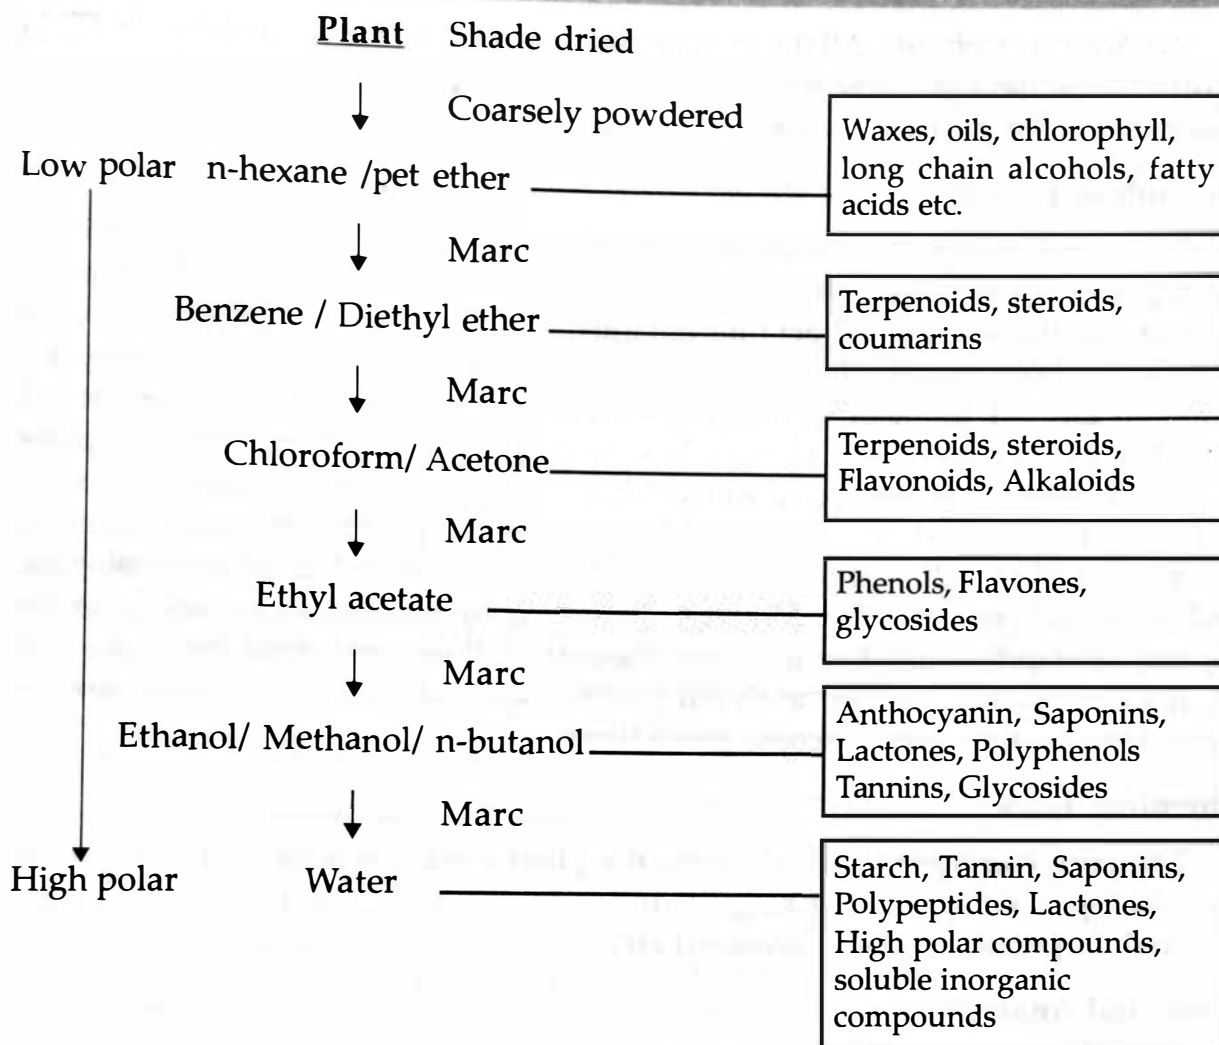 Plant Shade dried
Coarsely powdered
Waxes, oils, chlorophyll,
long chain alcohols, fatty
acids etc.
Low polar n-hexane /pet ether
Marc
Benzene / Diethyl ether
Terpenoids, steroids,
coumarins
Marc
Chloroform/ Acetone
Terpenoids, steroids,
Flavonoids, Alkaloids
Marc
Ethyl acetate
Phenols, Flavones,
glycosides
Marc
Ethanol/ Methanol/ n-butanol
Anthocyanin, Saponins,
Lactones, Polyphenols
Tannins, Glycosides
Marc
High polar Water
Starch, Tannin, Saponins,
Polypeptides, Lactones,
High polar compounds,
soluble inorganic
compounds